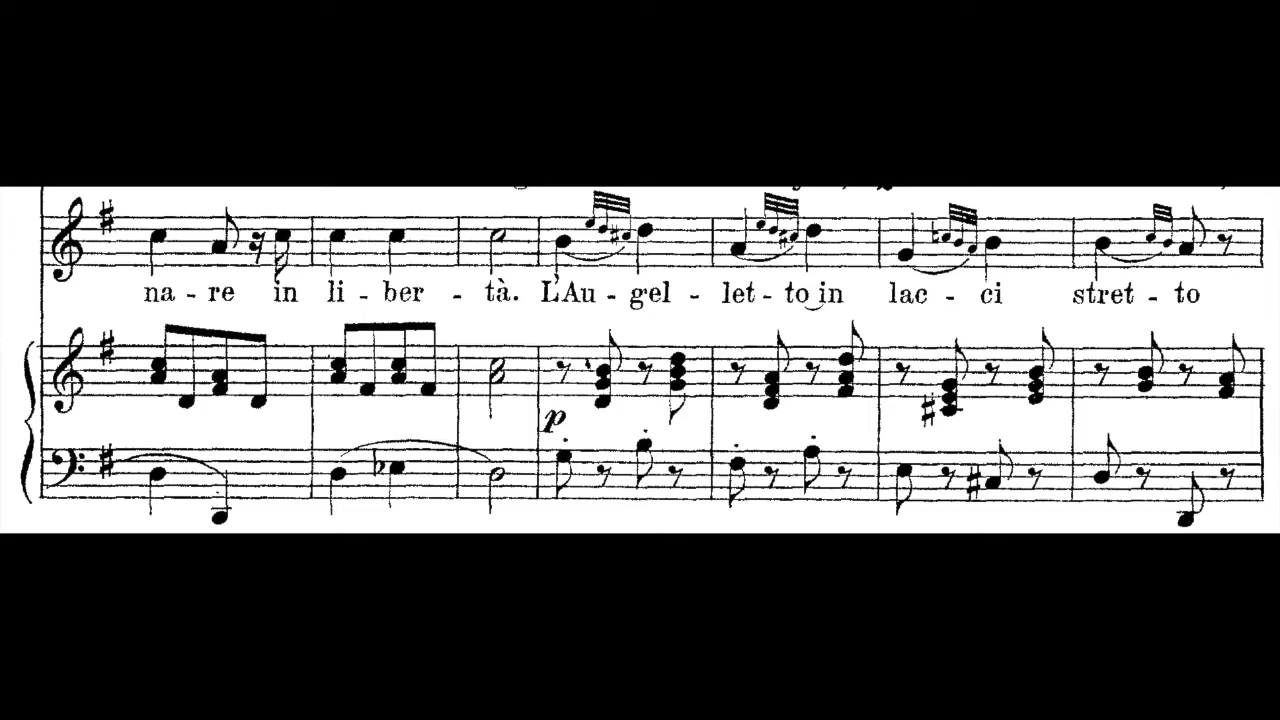 na-re in li-ber-tà. L'Au-gel-let-to in lac-ci stret-to
p